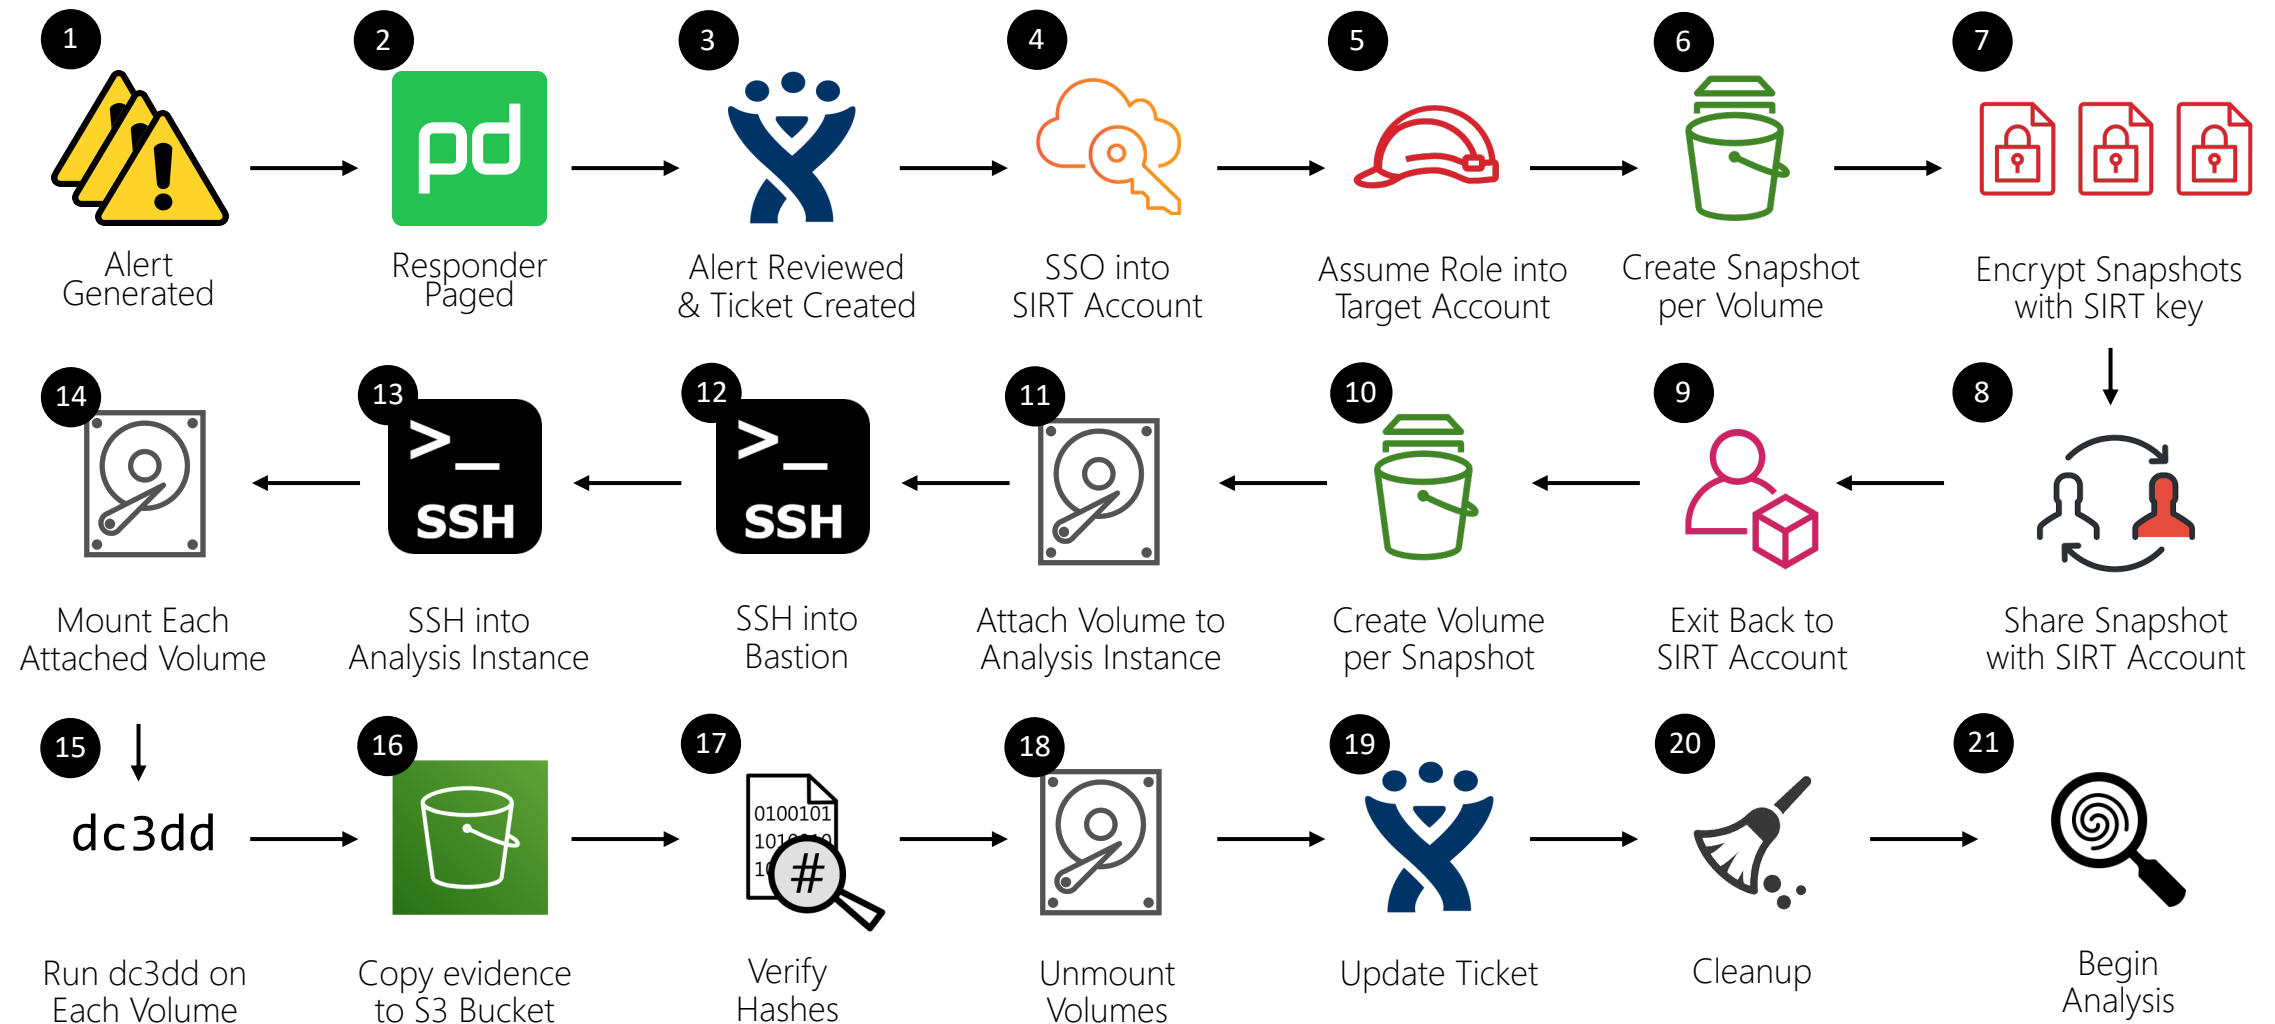 1
2
3
4
5
6
7
pd
Alert
Generated
Responder
Paged
Alert Reviewed
& Ticket Created
SSO into
SIRT Account
Assume Role into
Target Account
Create Snapshot
per Volume
Encrypt Snapshots
with SIRT key
14
13
12
11
10
9
8
>_
SSH
>_
SSH
Mount Each
Attached Volume
SSH into
Analysis Instance
SSH into
Bastion
Attach Volume to
Analysis Instance
Create Volume
per Snapshot
Exit Back to
SIRT Account
Share Snapshot
with SIRT Account
15
16
17
18
19
20
21
dc3dd
0100101
#
Run dc3dd on
Each Volume
Copy evidence
to S3 Bucket
Verify
Hashes
Unmount
Volumes
Update Ticket
Cleanup
Begin
Analysis